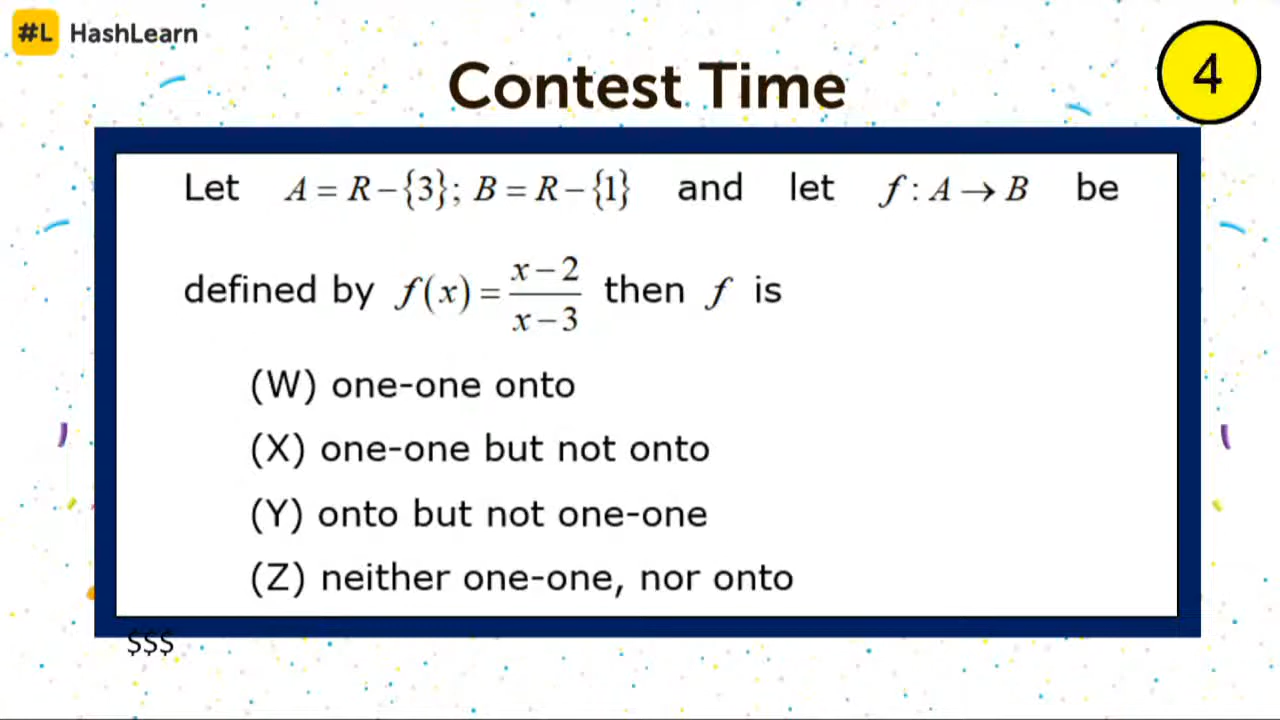 #L HashLearn
Contest Time
4
Let A = R − {3}; B = R − {1} and let f : A → B be
defined by f(x) = \frac{x−2}{x−3} then f is
(W) one-one onto
(X) one-one but not onto
(Y) onto but not one-one
(Z) neither one-one, nor onto
$$$